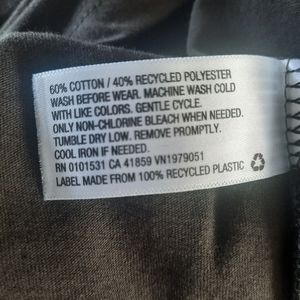 60% COTTON / 40% RECYCLED POLYESTER
WASH BEFORE WEAR. MACHINE WASH COLD
WITH LIKE COLORS. GENTLE CYCLE.
ONLY NON-CHLORINE BLEACH WHEN NEEDED.
TUMBLE DRY LOW. REMOVE PROMPTLY.
COOL IRON IF NEEDED.
RN 0101531 CA 41859 VN1979051
LABEL MADE FROM 100% RECYCLED PLASTIC